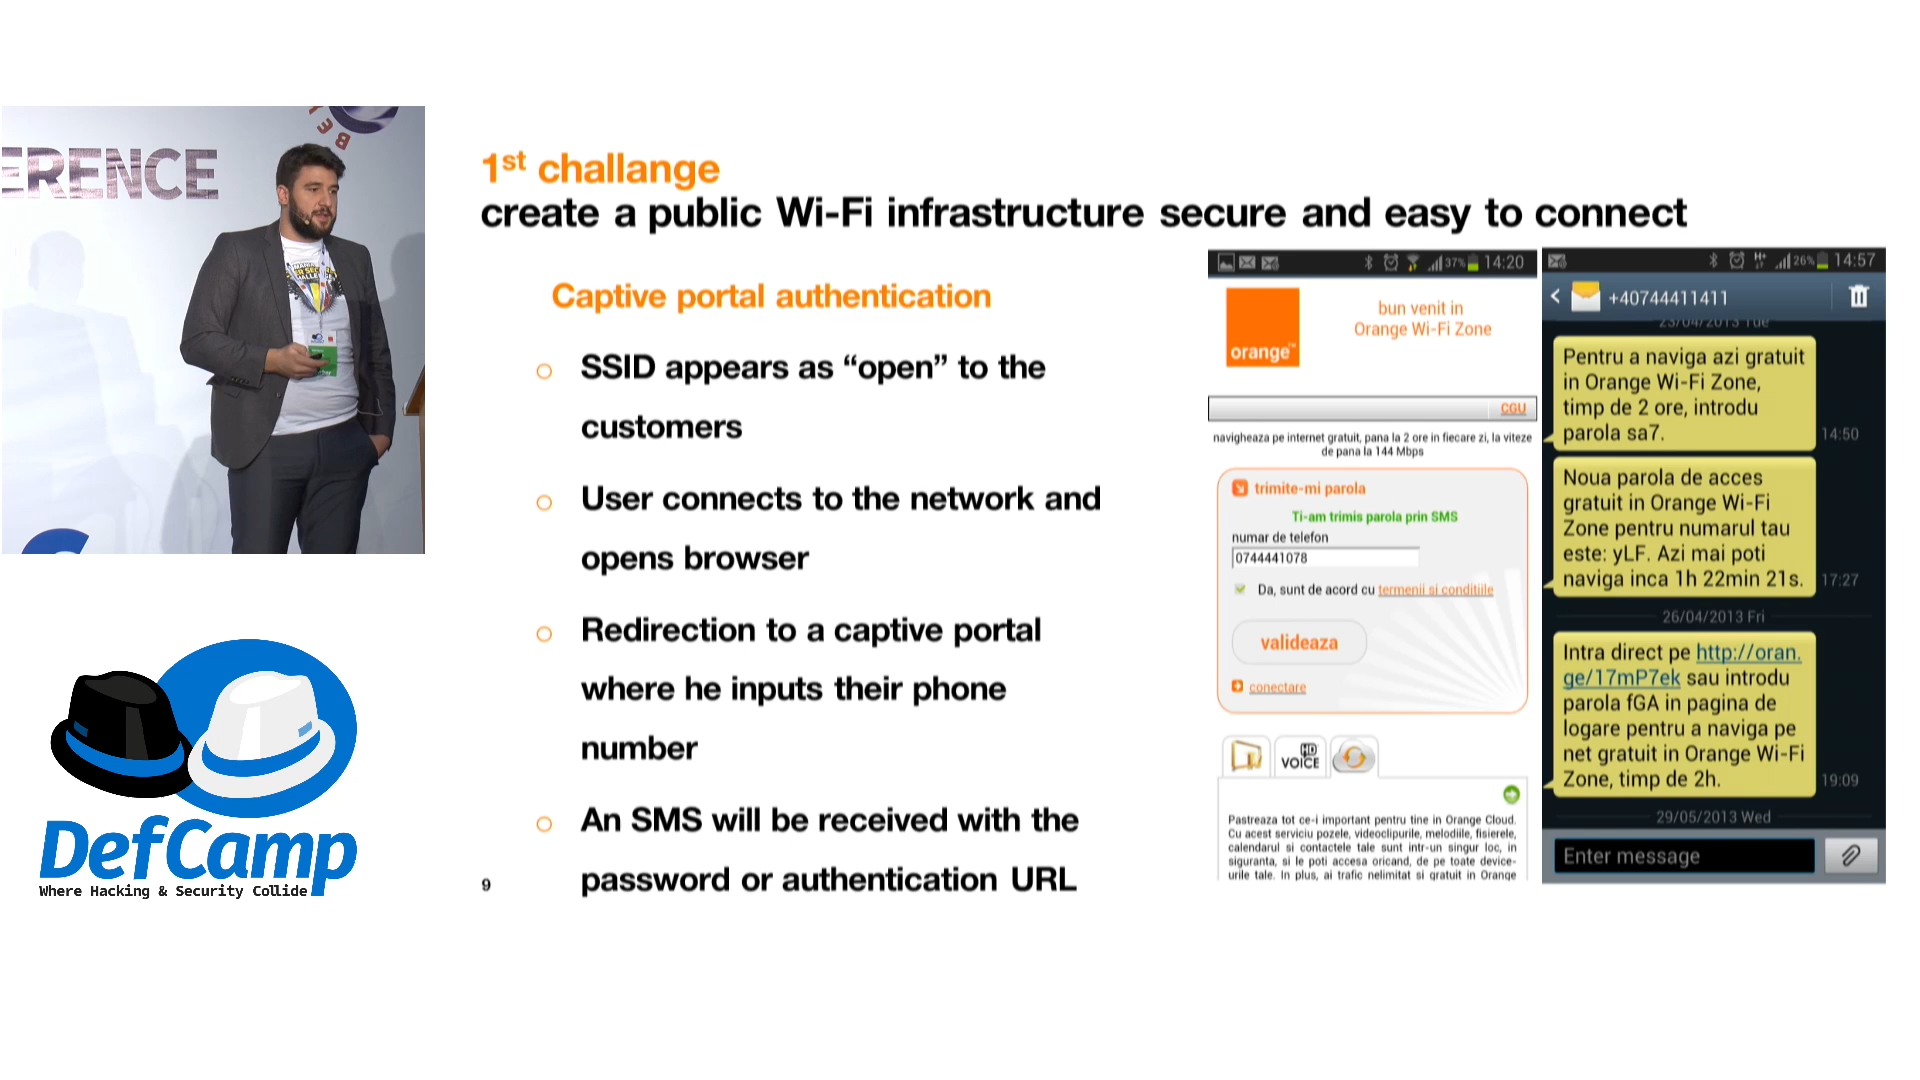 ERENCE
BE
1st challange
create a public Wi-Fi infrastructure secure and easy to connect
Captive portal authentication
SSID appears as “open” to the
customers
User connects to the network and
opens browser
Redirection to a captive portal
where he inputs their phone
number
An SMS will be received with the
password or authentication URL
9
37% 14:20
orange™
bun venit in
Orange Wi-Fi Zone
CGU
navigheaza pe internet gratuit, pana la 2 ore in fiecare zi, la viteze
de pana la 144 Mbps
trimite-mi parola
Ti-am trimis parola prin SMS
numar de telefon
0744441078
Da, sunt de acord cu termenii si conditiile
valideaza
conectare
HD
VOICE
Pastreaza tot ce-i important pentru tine in Orange Cloud.
Cu acest serviciu pozele, videoclipurile, melodiile, fisierele,
calendarul si contactele tale sunt intr-un singur loc, in
siguranta, si le poti accesa oricand, de pe toate device-
urile tale. In plus, ai trafic nelimitat si gratuit in Orange
H+ 26% 14:57
+40744411411
23/04/2013 Tue
Pentru a naviga azi gratuit
in Orange Wi-Fi Zone,
timp de 2 ore, introdu
parola sa7.
14:50
Noua parola de acces
gratuit in Orange Wi-Fi
Zone pentru numarul tau
este: yLF. Azi mai poti
naviga inca 1h 22min 21s.
17:27
26/04/2013 Fri
Intra direct pe http://oran.
ge/17mP7ek sau introdu
parola fGA in pagina de
logare pentru a naviga pe
net gratuit in Orange Wi-Fi
Zone, timp de 2h.
19:09
29/05/2013 Wed
Enter message
DefCamp
Where Hacking & Security Collide